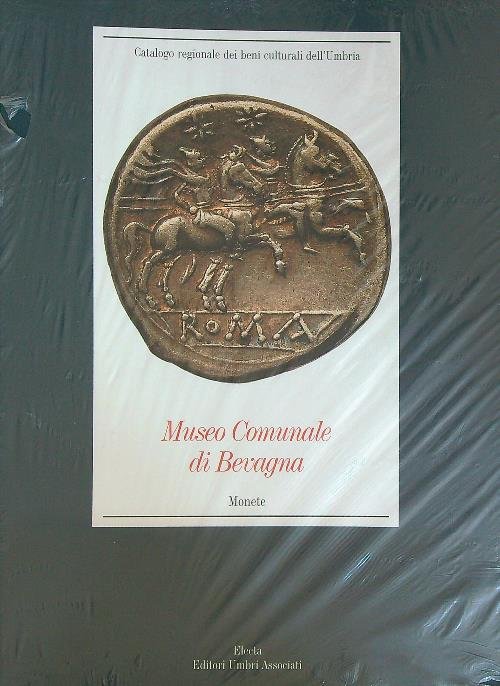 Catalogo regionale dei beni culturali dell'Umbria
ROMA
Museo Comunale
di Bevagna
Monete
Electa
Editori Umbri Associati